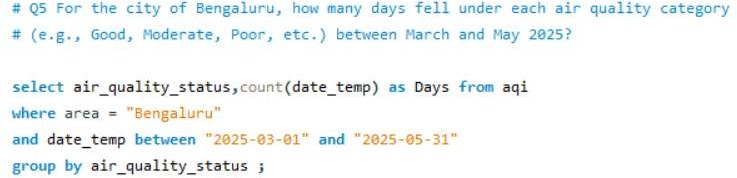 # Q5 For the city of Bengaluru, how many days fell under each air quality category
# (e.g., Good, Moderate, Poor, etc.) between March and May 2025?
select air_quality_status,count(date_temp) as Days from aqi
where area = "Bengaluru"
and date_temp between "2025-03-01" and "2025-05-31"
group by air_quality_status ;